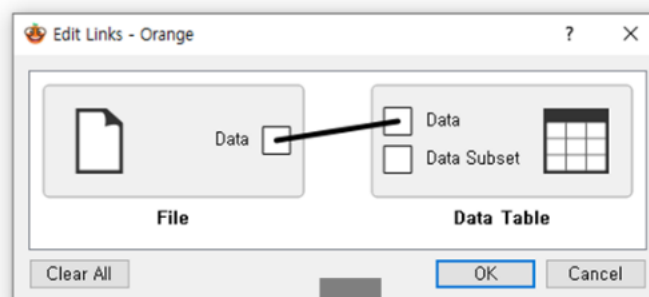 Edit Links - Orange ?
Data
Data
Data Subset
File
Data Table
Clear All
OK
Cancel